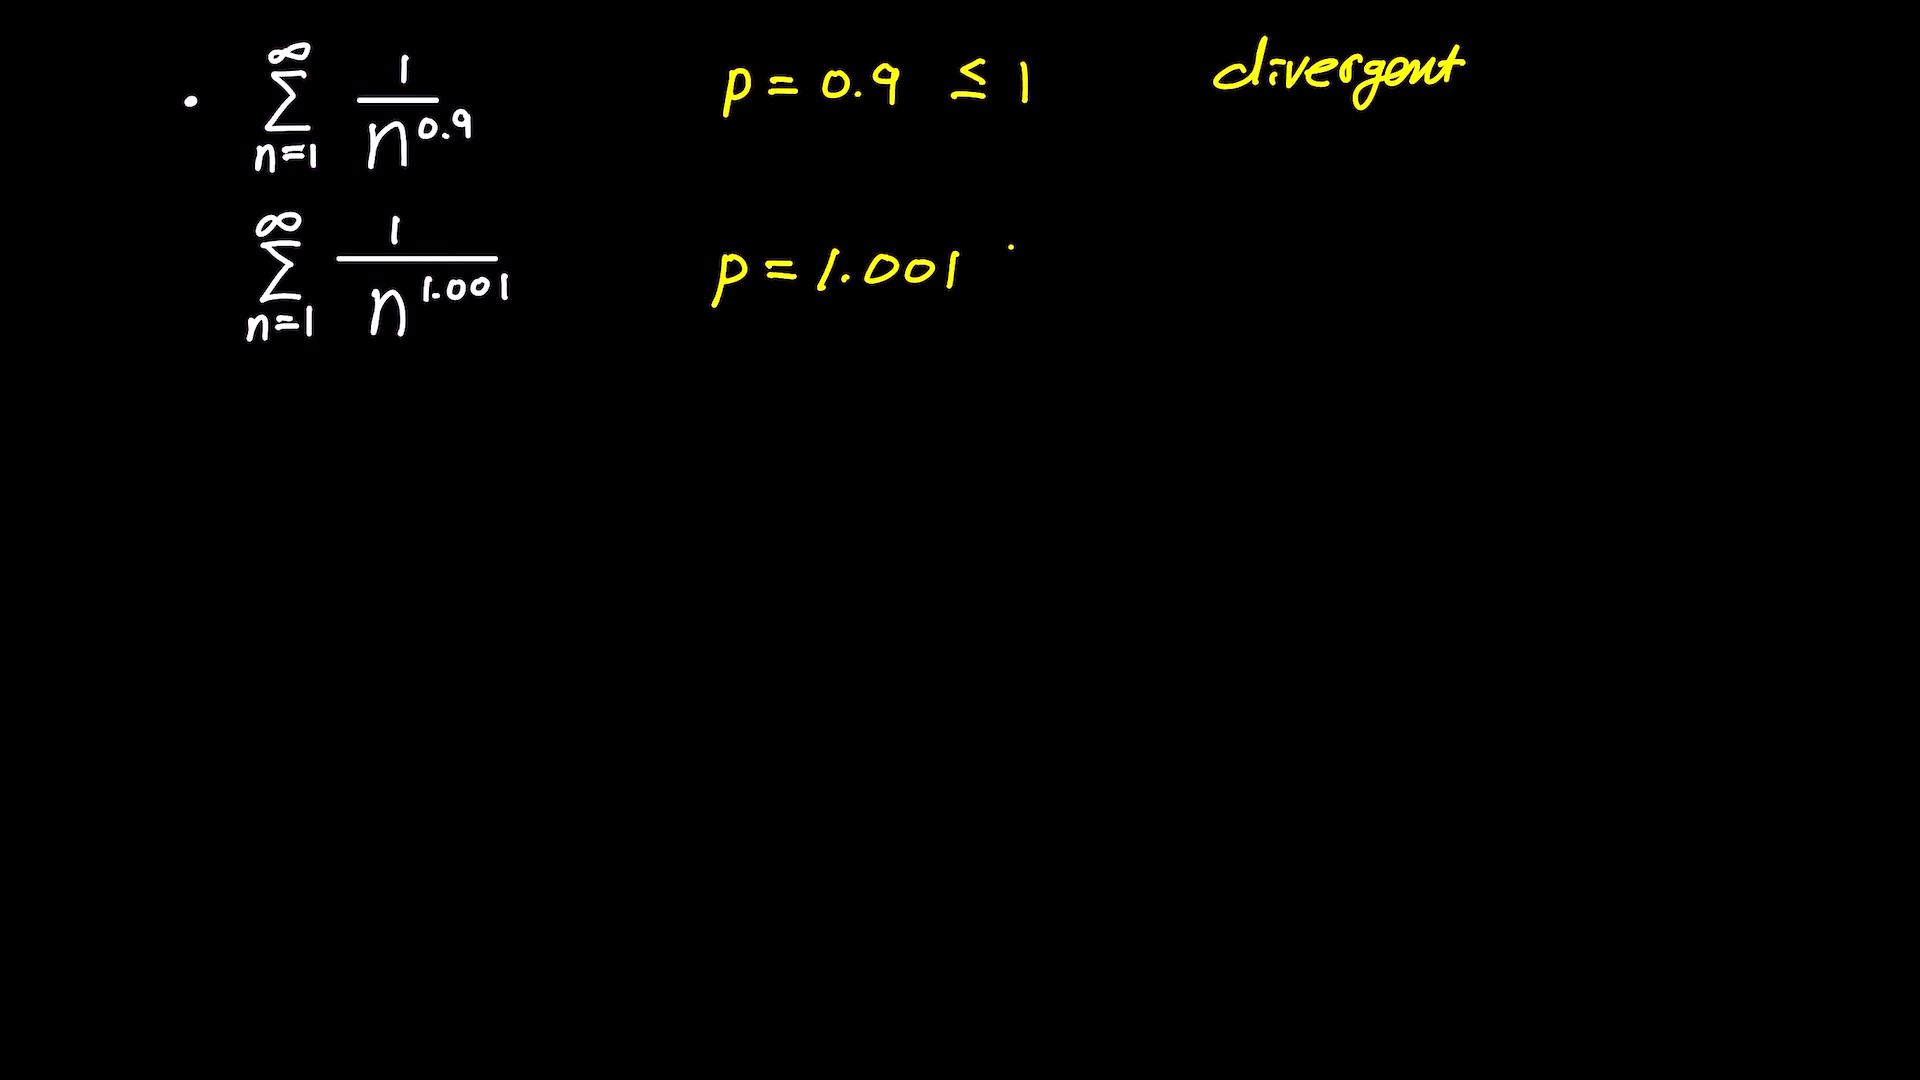 • ∞∑n=1 1/n^0.9 p = 0.9 ≤ 1 divergent
∞∑n=1 1/n^1.001 p = 1.001